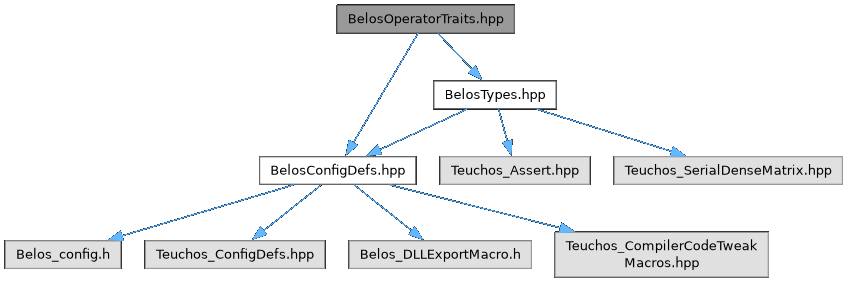 BelosOperatorTraits.hpp
BelosTypes.hpp
BelosConfigDefs.hpp
Teuchos_Assert.hpp
Teuchos_SerialDenseMatrix.hpp
Belos_config.h
Teuchos_ConfigDefs.hpp
Belos_DLLExportMacro.h
Teuchos_CompilerCodeTweak
Macros.hpp